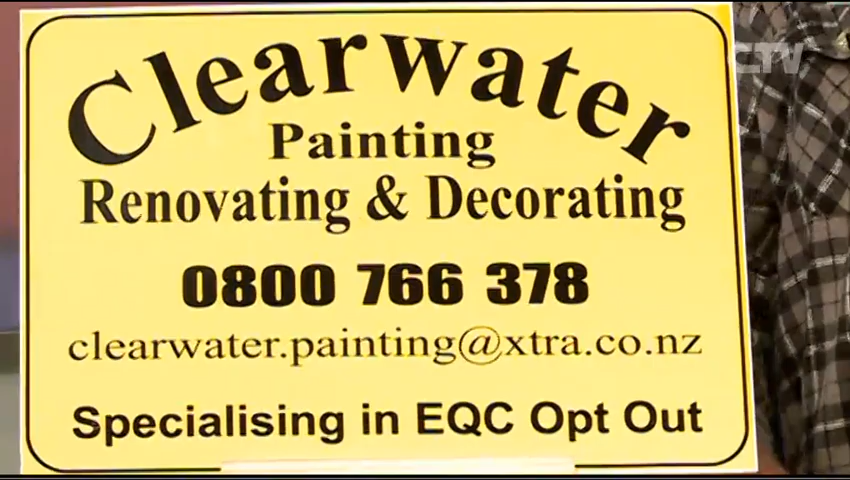 Clearwater
Painting
Renovating & Decorating
0800 766 378
clearwater.painting@xtra.co.nz
Specialising in EQC Opt Out
CTV